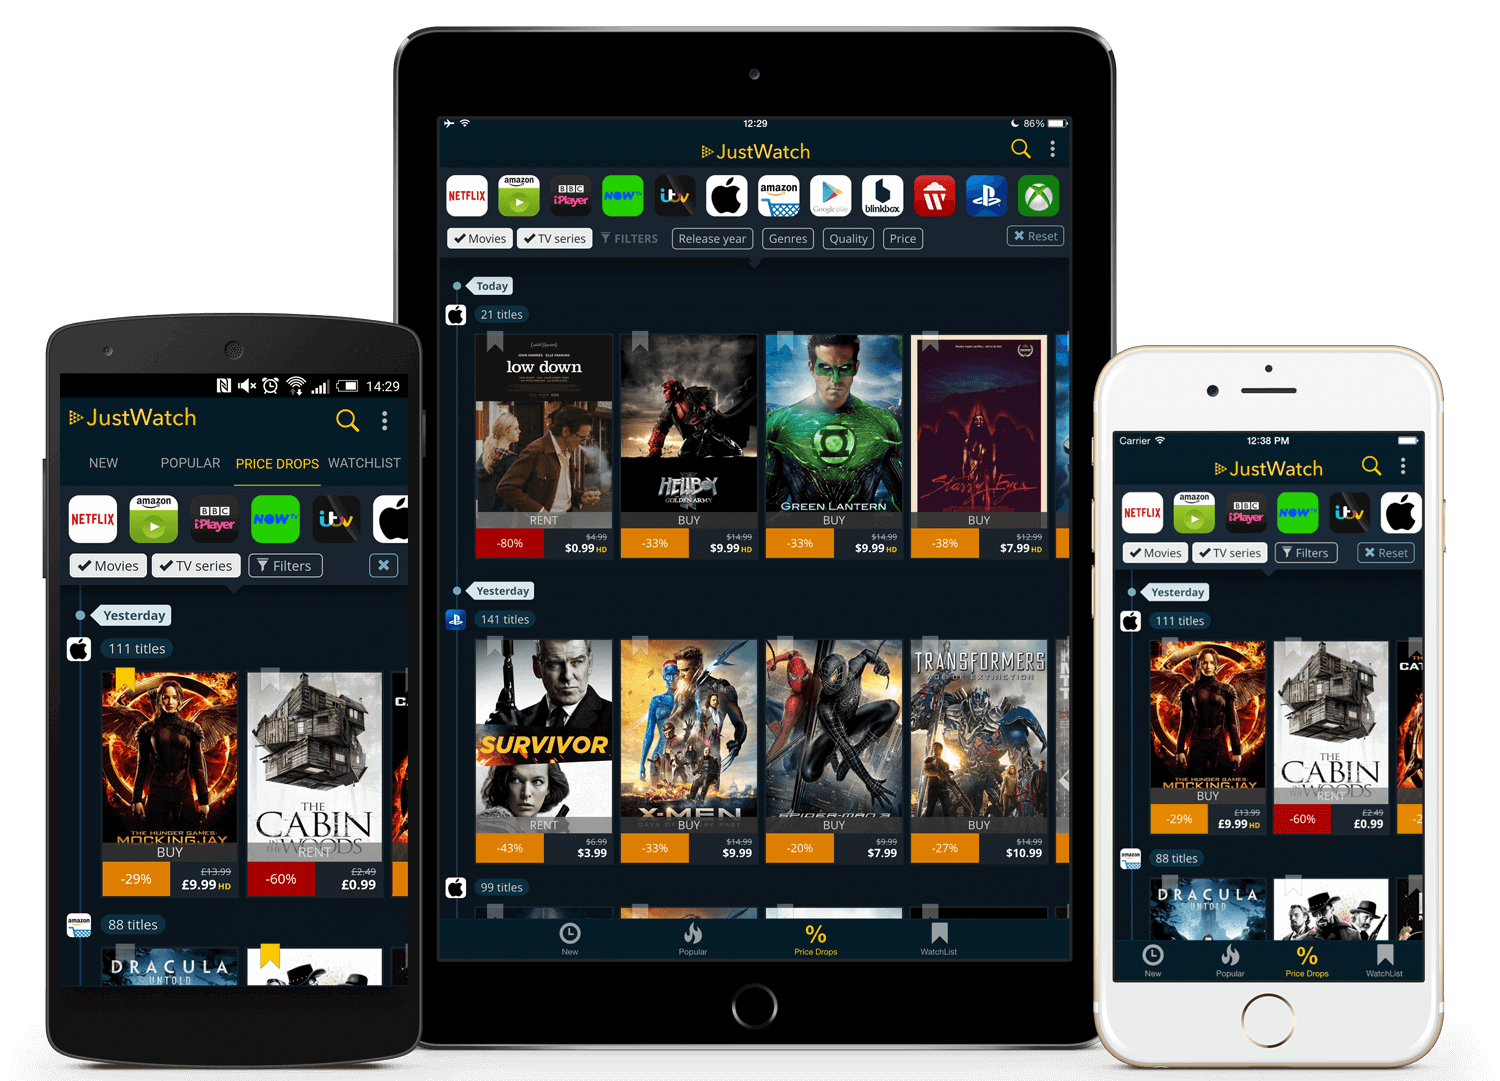 12:29
86%
JustWatch
NETFLIX
amazon
BBC
iPlayer
NOW TV
itv
amazon
Google play
blinkbox
Movies
TV series
FILTERS
Release year
Genres
Quality
Price
Reset
Today
21 titles
JOHN HAWKES ELLE FANNING
low down
HELLBOY
GOLDEN ARMY
GREEN LANTERN
Starry Eyes
RENT
BUY
BUY
BUY
-80%
$4.99
$0.99 HD
-33%
$14.99
$9.99 HD
-33%
$14.99
$9.99 HD
-38%
$12.99
$7.99 HD
Yesterday
141 titles
SURVIVOR
X-MEN
DAYS OF FUTURE PAST
SPIDER-MAN 3
TRANSFORMERS
AGE OF EXTINCTION
RENT
BUY
BUY
BUY
-43%
$6.99
$3.99
-33%
$14.99
$9.99
-20%
$9.99
$7.99
-27%
$14.99
$10.99
99 titles
New
Popular
%
Price Drops
WatchList
14:29
JustWatch
NEW
POPULAR
PRICE DROPS
WATCHLIST
NETFLIX
amazon
BBC
iPlayer
NOW TV
itv
Movies
TV series
Filters
Yesterday
111 titles
THE HUNGER GAMES:
MOCKINGJAY
BUY
THE
CABIN
IN THE WOODS
RENT
-29%
£13.99
£9.99 HD
-60%
£2.49
£0.99
amazon
88 titles
DRACULA
UNTOLD
Carrier
12:38 PM
JustWatch
NETFLIX
amazon
BBC
iPlayer
NOW TV
itv
Movies
TV series
Filters
Reset
Yesterday
111 titles
THE HUNGER GAMES:
MOCKINGJAY
BUY
THE
CABIN
IN THE WOODS
RENT
-29%
£13.99
£9.99 HD
-60%
£2.49
£0.99
-2
amazon
88 titles
DRACULA
UNTOLD
New
Popular
%
Price Drops
WatchList